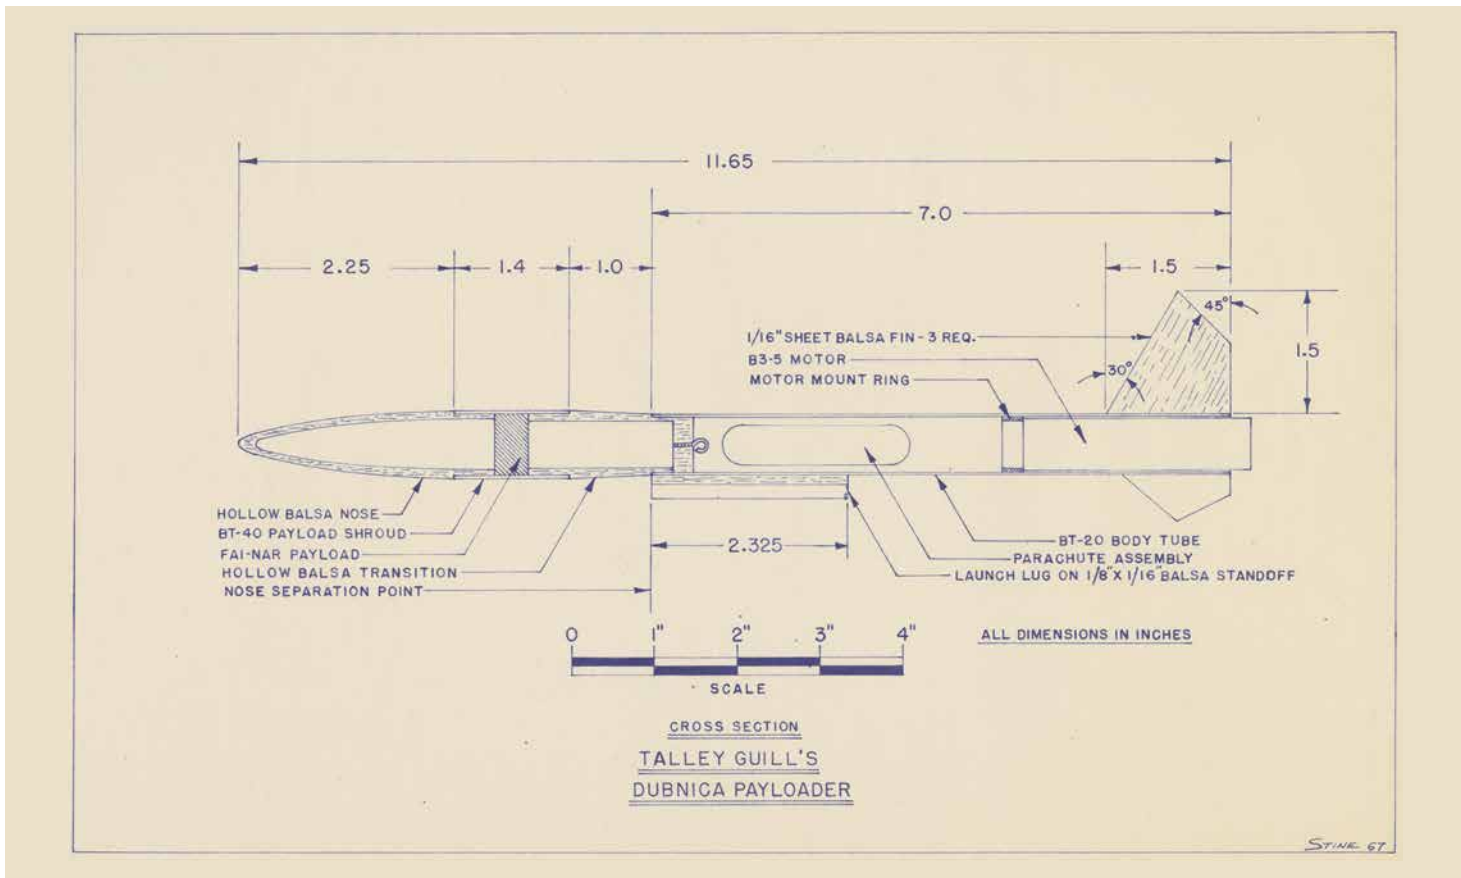 11.65
7.0
2.25
1.4
1.0
1.5
45°
1/16" SHEET BALSA FIN - 3 REQ.
B3-5 MOTOR
MOTOR MOUNT RING
30°
1.5
HOLLOW BALSA NOSE
BT-40 PAYLOAD SHROUD
FAI-NAR PAYLOAD
HOLLOW BALSA TRANSITION
NOSE SEPARATION POINT
2.325
BT-20 BODY TUBE
PARACHUTE ASSEMBLY
LAUNCH LUG ON 1/8" X 1/16" BALSA STANDOFF
0 1" 2" 3" 4"
SCALE
ALL DIMENSIONS IN INCHES
CROSS SECTION
TALLEY GUILL'S
DUBNICA PAYLOADER
STINE 67